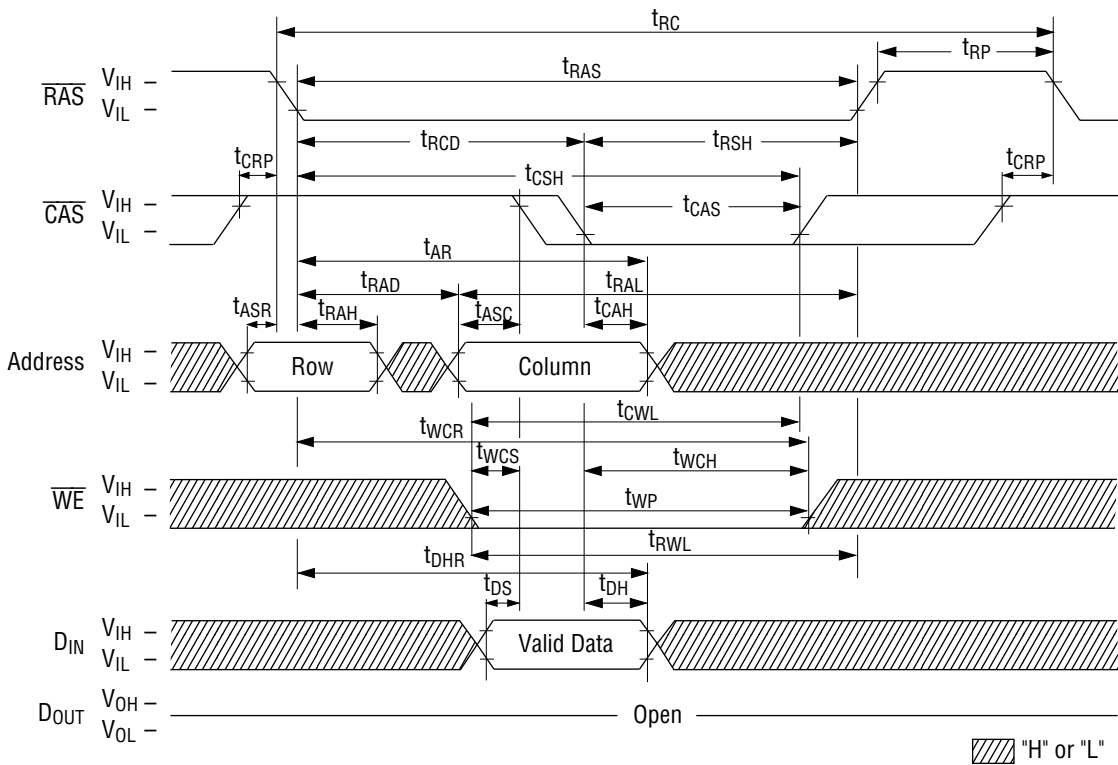 tRC
tRP
RAS VIH –
VIL –
tRAS
tRCD tRSH
tCRP tCSH tCRP
CAS VIH –
VIL –
tCAS
tAR
tRAD tRAL
tASR tRAH tASC tCAH
Address VIH –
VIL –
Row Column
tCWL
tWCR
tWCS tWCH
WE VIH –
VIL –
tWP
tRWL
tDHR
tDS tDH
DIN VIH –
VIL –
Valid Data
DOUT VOH –
VOL –
Open
"H" or "L"